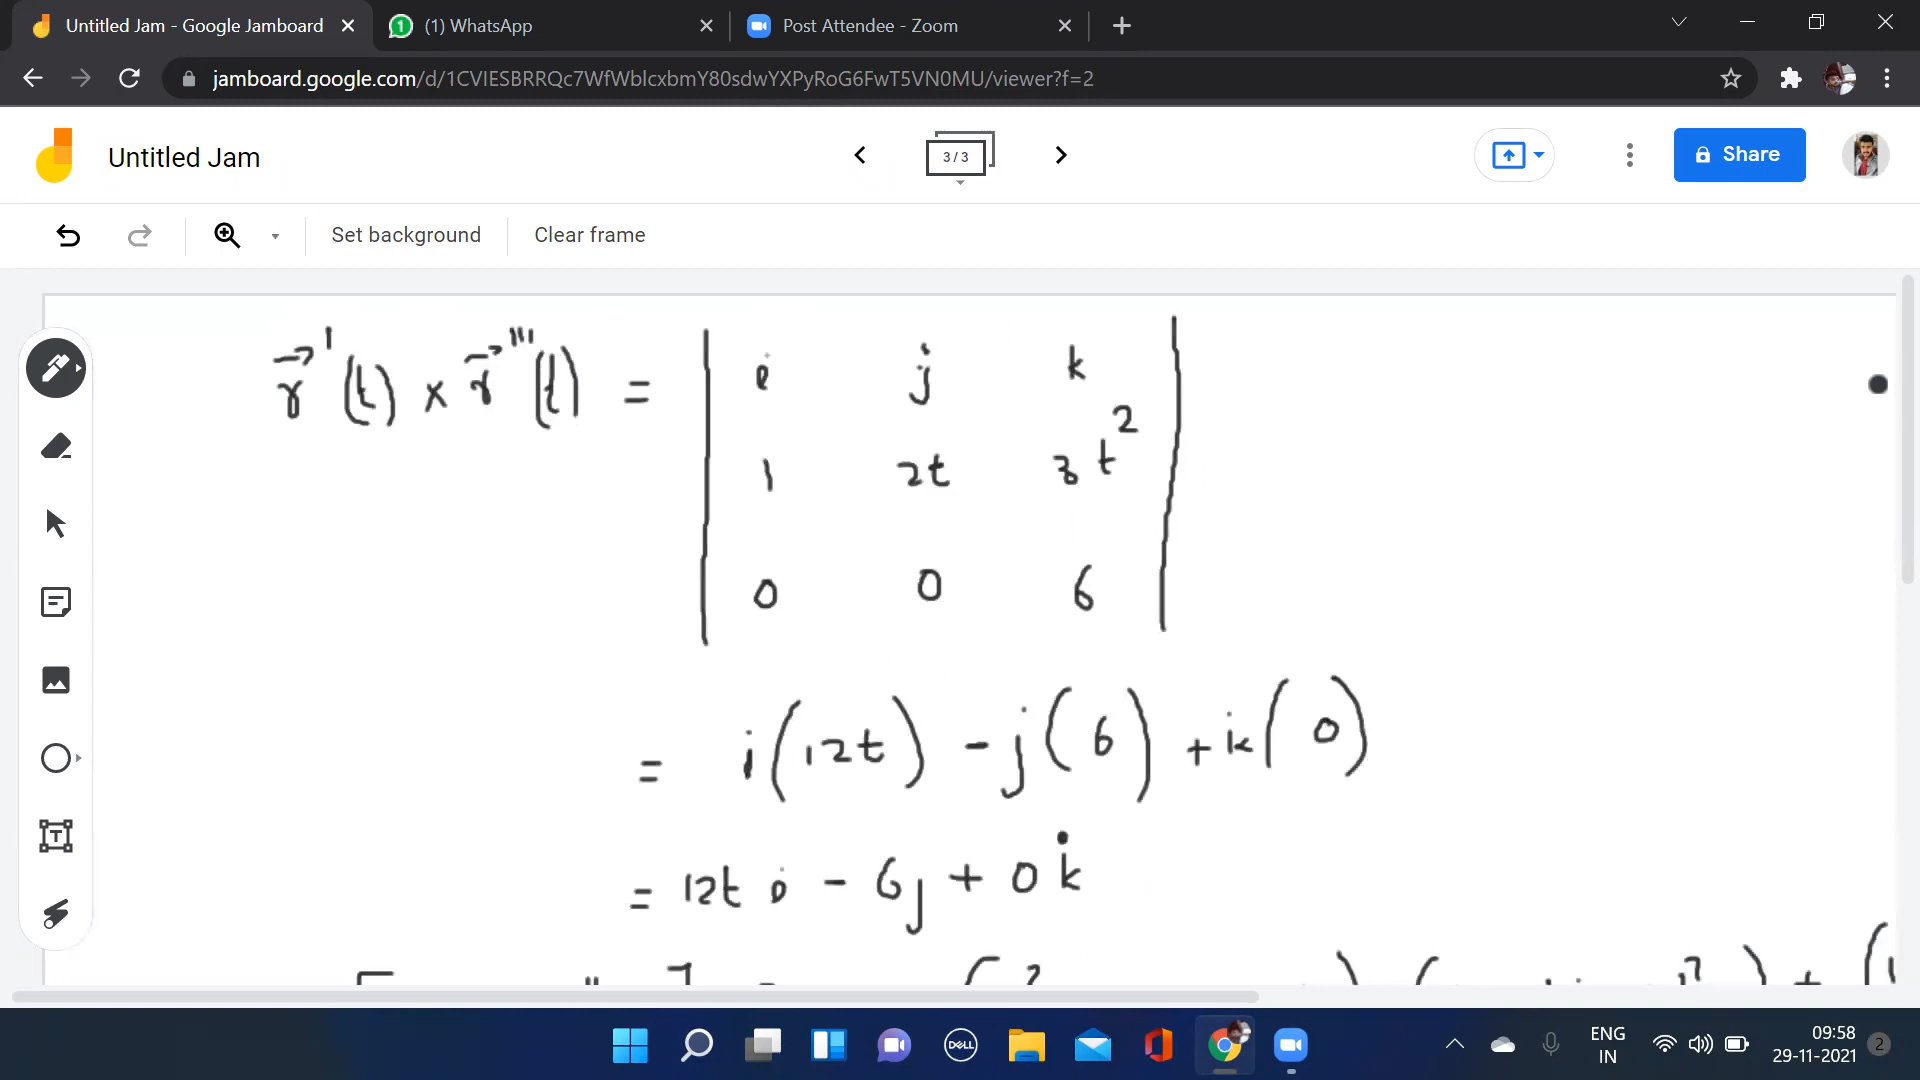 Untitled Jam - Google Jamboard
(1) WhatsApp
Post Attendee - Zoom
jamboard.google.com/d/1CVIESBRRQc7WfWblcxbmY80sdwYXPyRoG6FwT5VN0MU/viewer?f=2
Untitled Jam
3 / 3
Share
Set background
Clear frame
r⃗'(t) × r⃗'''(t) =
i j k
1 2t 3t²
0 0 6
= i(12t) - j(6) + k(0)
= 12t i - 6j + 0k
DELL
ENG
IN
09:58
29-11-2021
2